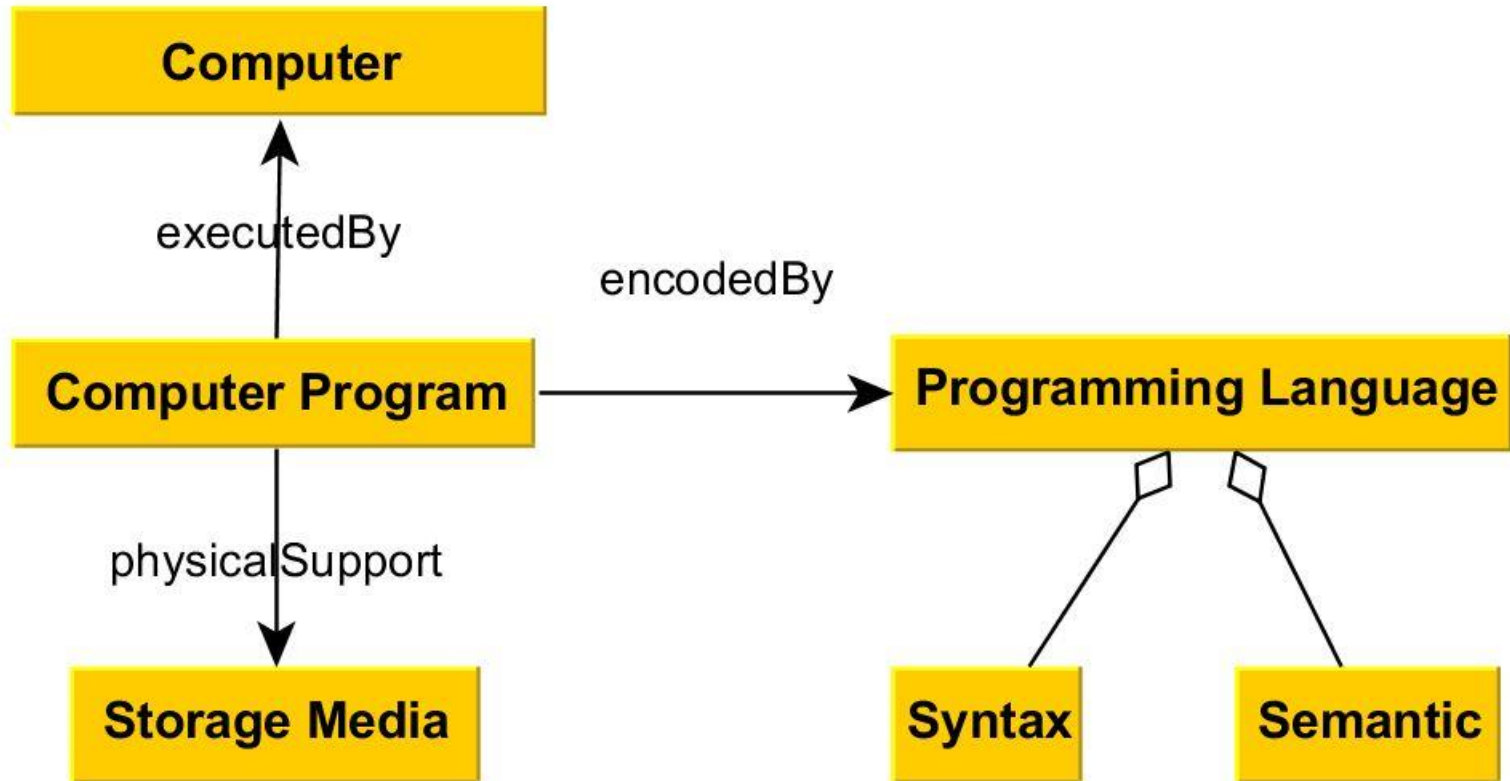 Computer
executedBy
encodedBy
Computer Program
Programming Language
physicalSupport
Storage Media
Syntax
Semantic